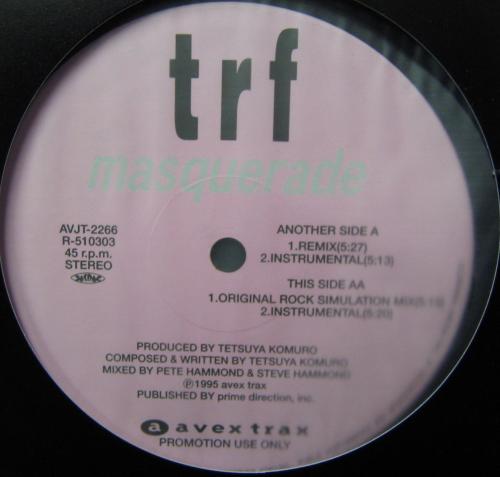 trf
masquerade
AVJT-2266
R-510303
45 r.p.m.
STEREO
ANOTHER SIDE A
1.REMIX(5:27)
2.INSTRUMENTAL(5:13)
THIS SIDE AA
1.ORIGINAL ROCK SIMULATION MIX
2.INSTRUMENTAL(5:20)
PRODUCED BY TETSUYA KOMURO
COMPOSED & WRITTEN BY TETSUYA KOMURO
MIXED BY PETE HAMMOND & STEVE HAMMOND
℗1995 avex trax
PUBLISHED BY prime direction, inc.
a avex trax
PROMOTION USE ONLY